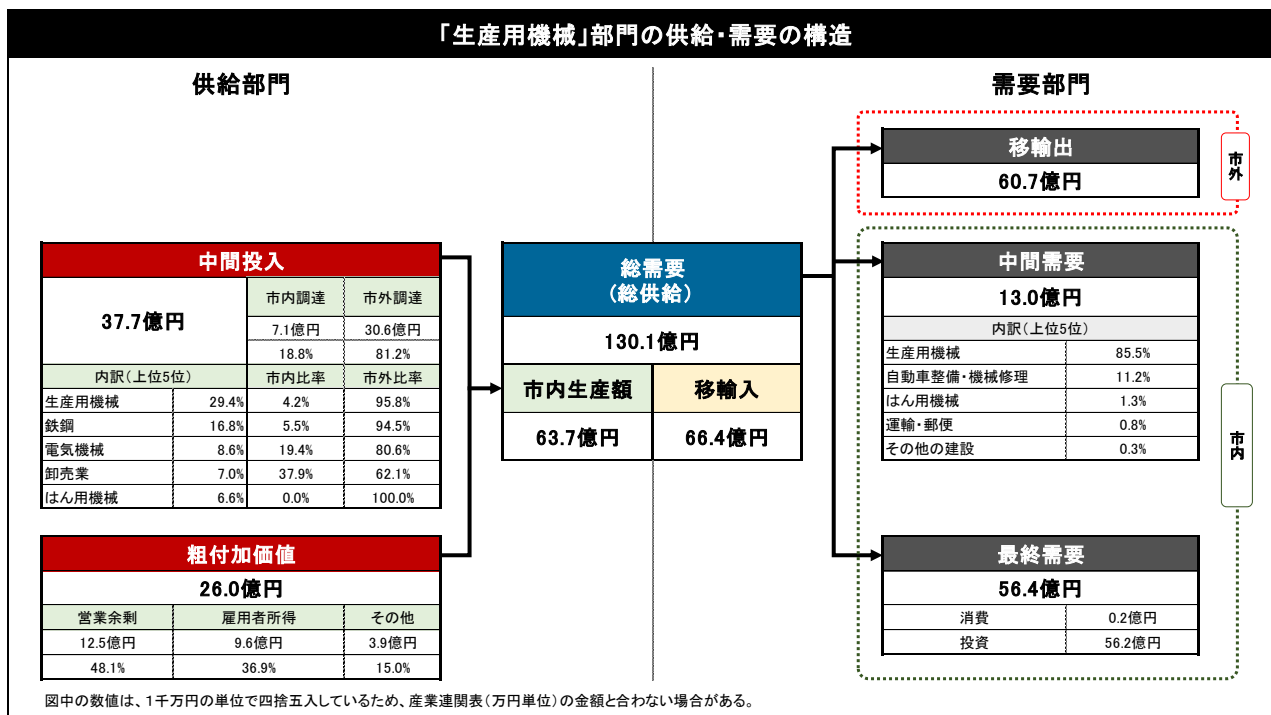 「生産用機械」部門の供給・需要の構造
供給部門
需要部門
移輸出
60.7億円
市外
中間投入
37.7億円
市内調達 市外調達
7.1億円 30.6億円
18.8% 81.2%
内訳(上位5位) 市内比率 市外比率
生産用機械 29.4% 4.2% 95.8%
鉄鋼 16.8% 5.5% 94.5%
電気機械 8.6% 19.4% 80.6%
卸売業 7.0% 37.9% 62.1%
はん用機械 6.6% 0.0% 100.0%
粗付加価値
26.0億円
営業余剰 雇用者所得 その他
12.5億円 9.6億円 3.9億円
48.1% 36.9% 15.0%
総需要
(総供給)
130.1億円
市内生産額 移輸入
63.7億円 66.4億円
中間需要
13.0億円
内訳(上位5位)
生産用機械 85.5%
自動車整備・機械修理 11.2%
はん用機械 1.3%
運輸・郵便 0.8%
その他の建設 0.3%
市内
最終需要
56.4億円
消費 0.2億円
投資 56.2億円
図中の数値は、1千万円の単位で四捨五入しているため、産業連関表(万円単位)の金額と合わない場合がある。